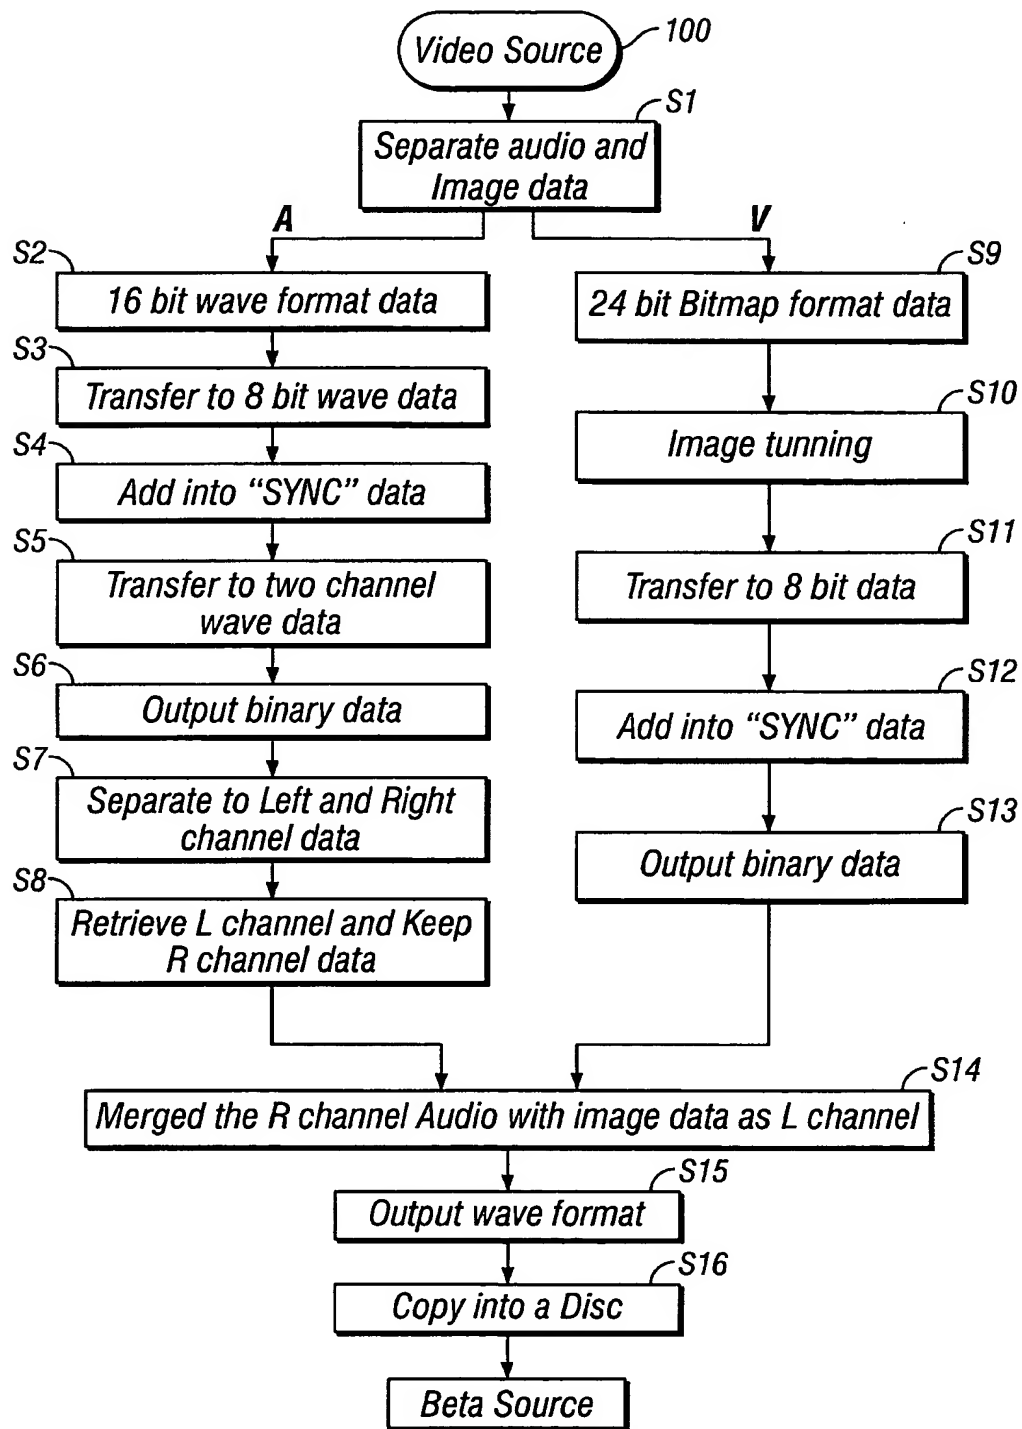 Video Source
100
S1
Separate audio and
Image data
A
V
S2
16 bit wave format data
S3
Transfer to 8 bit wave data
S4
Add into “SYNC” data
S5
Transfer to two channel
wave data
S6
Output binary data
S7
Separate to Left and Right
channel data
S8
Retrieve L channel and Keep
R channel data
S9
24 bit Bitmap format data
S10
Image tunning
S11
Transfer to 8 bit data
S12
Add into “SYNC” data
S13
Output binary data
S14
Merged the R channel Audio with image data as L channel
S15
Output wave format
S16
Copy into a Disc
Beta Source